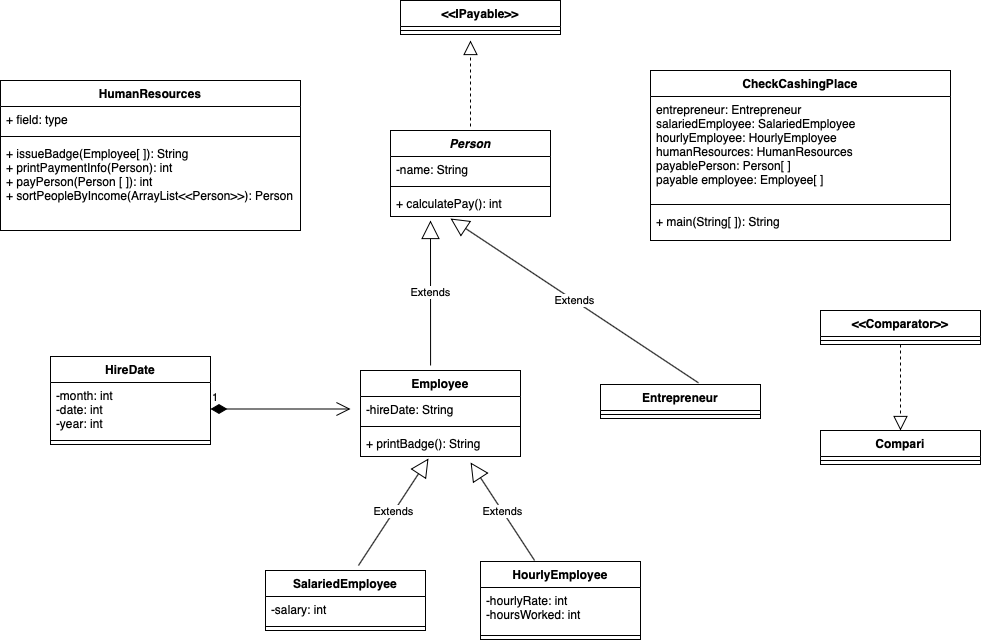 <<IPayable>>
HumanResources
+ field: type
+ issueBadge(Employee[ ]): String
+ printPaymentInfo(Person): int
+ payPerson(Person [ ]): int
+ sortPeopleByIncome(ArrayList<<Person>>): Person
Person
-name: String
+ calculatePay(): int
CheckCashingPlace
entrepreneur: Entrepreneur
salariedEmployee: SalariedEmployee
hourlyEmployee: HourlyEmployee
humanResources: HumanResources
payablePerson: Person[ ]
payable employee: Employee[ ]
+ main(String[ ]): String
Extends
Extends
<<Comparator>>
HireDate
-month: int
-date: int
-year: int
1
Employee
-hireDate: String
+ printBadge(): String
Entrepreneur
Compari
Extends
Extends
SalariedEmployee
-salary: int
HourlyEmployee
-hourlyRate: int
-hoursWorked: int